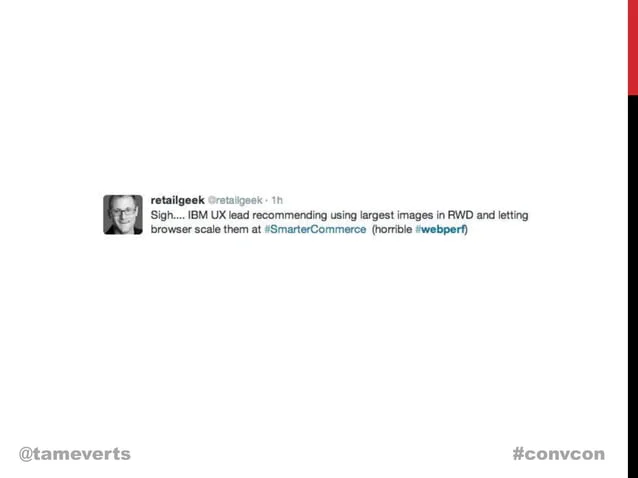 retailgeek @retailgeek · 1h
Sigh.... IBM UX lead recommending using largest images in RWD and letting
browser scale them at #SmarterCommerce (horrible #webperf)
@tameverts
#convcon